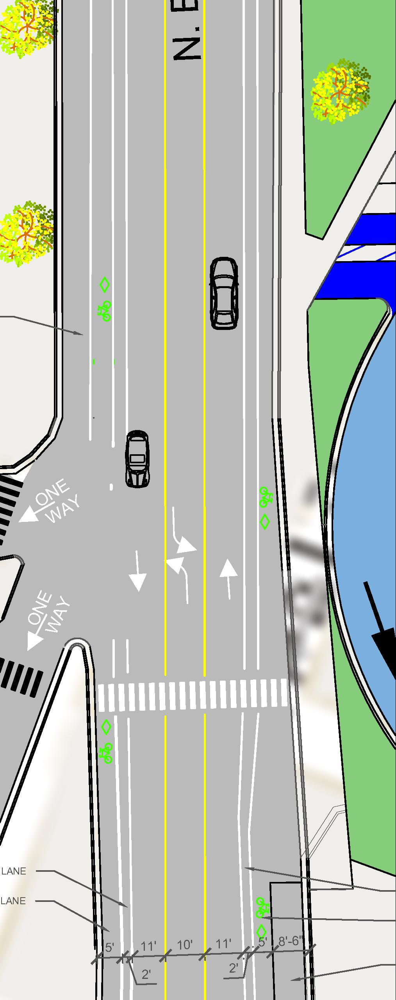 N. E
ONE
WAY
ONE
WAY
LANE
LANE
5'
11'
10'
11'
5'
8'-6"
2'
2'